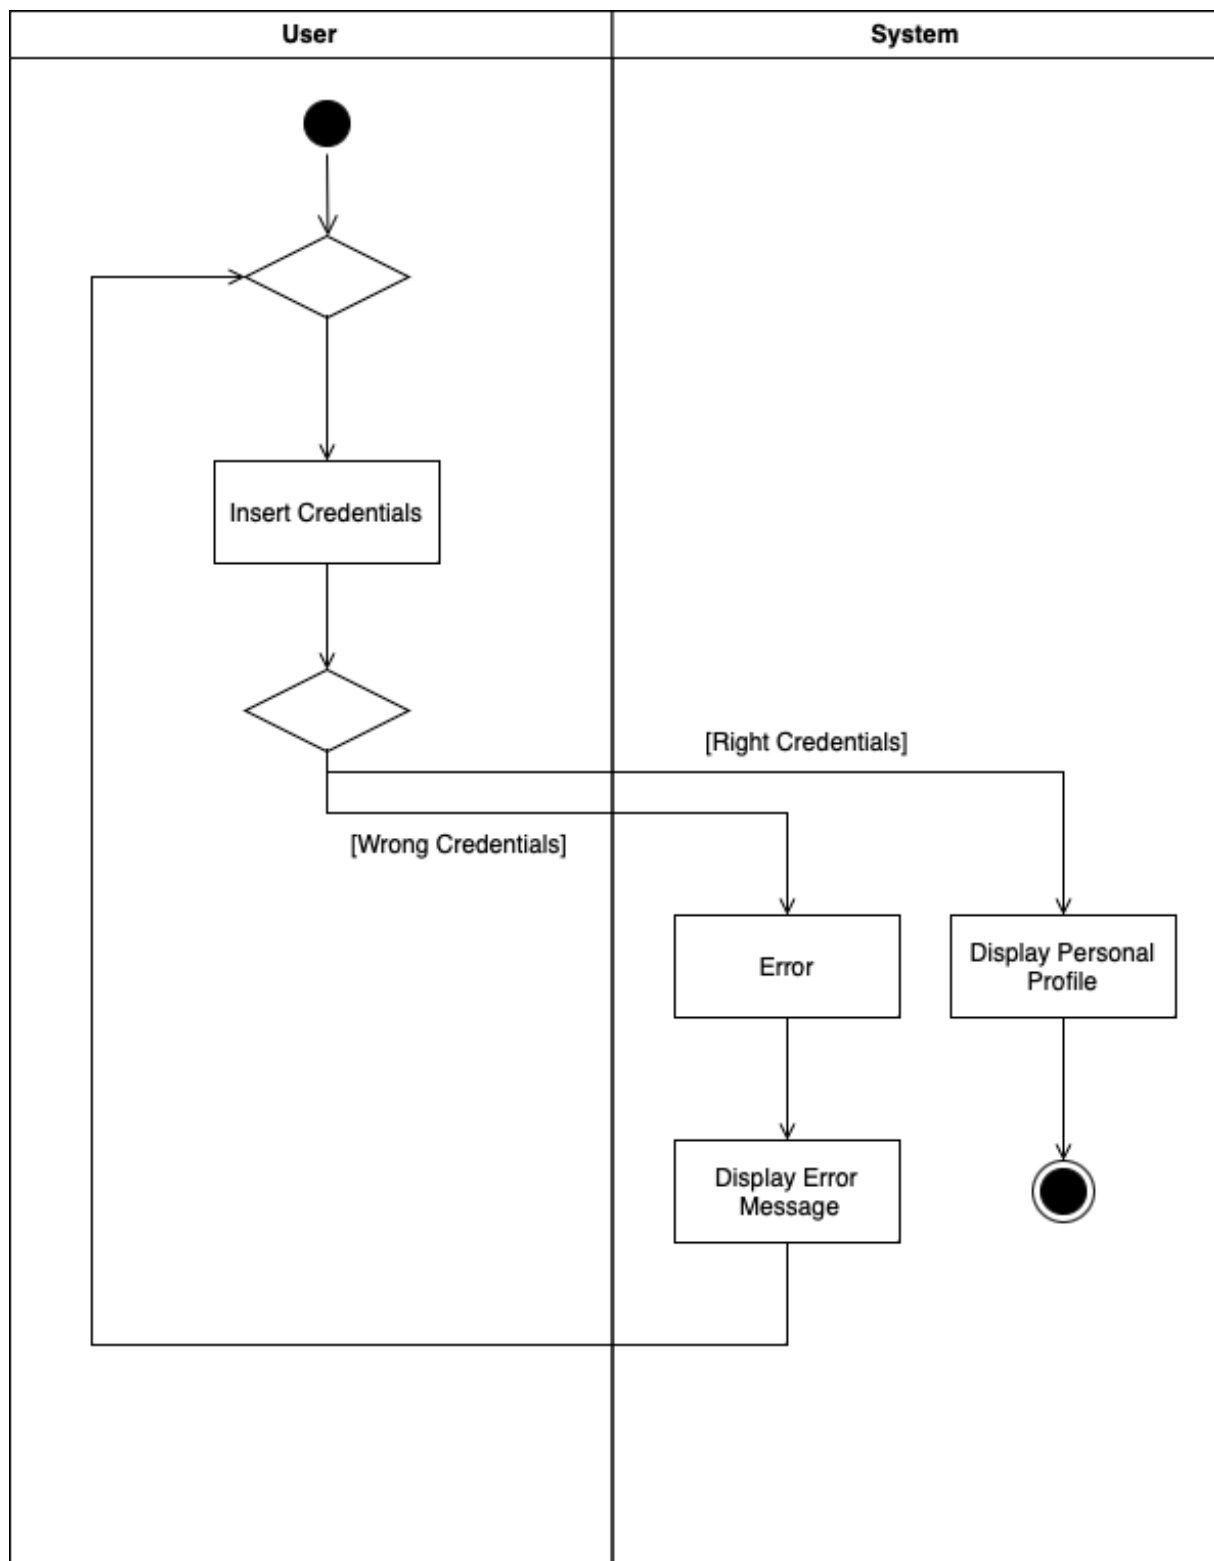 User
System
Insert Credentials
[Right Credentials]
[Wrong Credentials]
Error
Display Personal
Profile
Display Error
Message